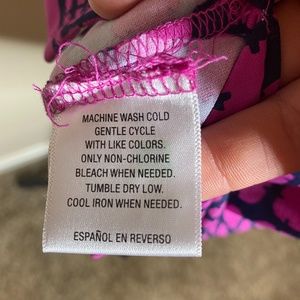 MACHINE WASH COLD
GENTLE CYCLE
WITH LIKE COLORS.
ONLY NON-CHLORINE
BLEACH WHEN NEEDED.
TUMBLE DRY LOW.
COOL IRON WHEN NEEDED.
ESPAÑOL EN REVERSO